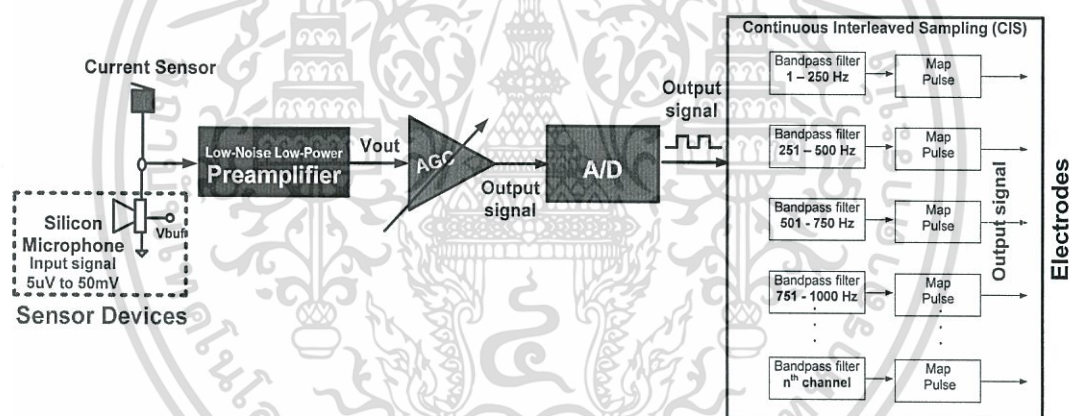 Continuous Interleaved Sampling (CIS)
Current Sensor
Low-Noise Low-Power
Preamplifier
Vout
AGC
Output
signal
A/D
Output
signal
Silicon
Microphone
Input signal
5uV to 50mV
Vbuf
Sensor Devices
Bandpass filter
1 – 250 Hz
Map
Pulse
Bandpass filter
251 – 500 Hz
Map
Pulse
Bandpass filter
501 - 750 Hz
Map
Pulse
Bandpass filter
751 - 1000 Hz
Map
Pulse
Bandpass filter
nth channel
Map
Pulse
Output signal
Electrodes